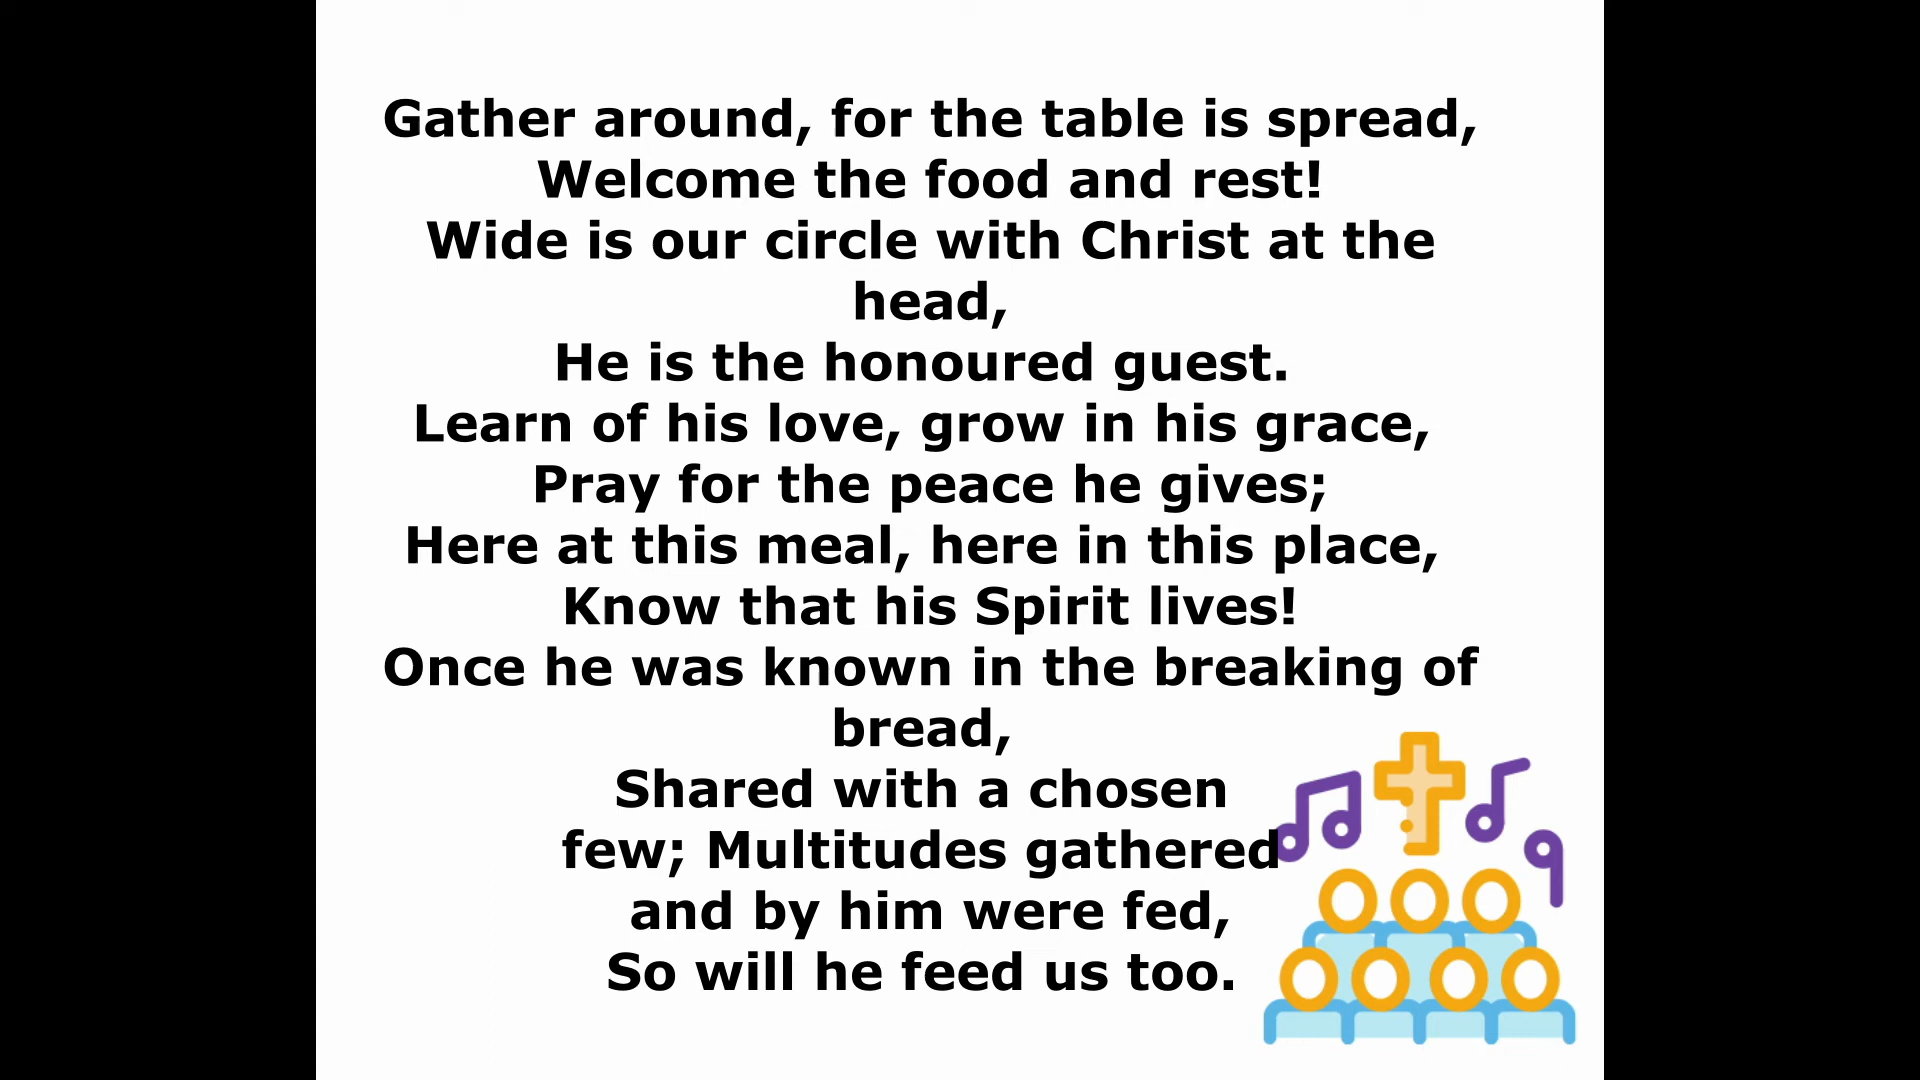 Gather around, for the table is spread,
Welcome the food and rest!
Wide is our circle with Christ at the
head,
He is the honoured guest.
Learn of his love, grow in his grace,
Pray for the peace he gives;
Here at this meal, here in this place,
Know that his Spirit lives!
Once he was known in the breaking of
bread,
Shared with a chosen
few; Multitudes gathered
and by him were fed,
So will he feed us too.